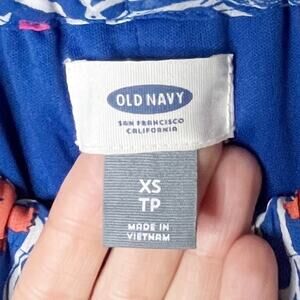 OLD NAVY
SAN FRANCISCO
CALIFORNIA
XS
TP
MADE IN
VIETNAM